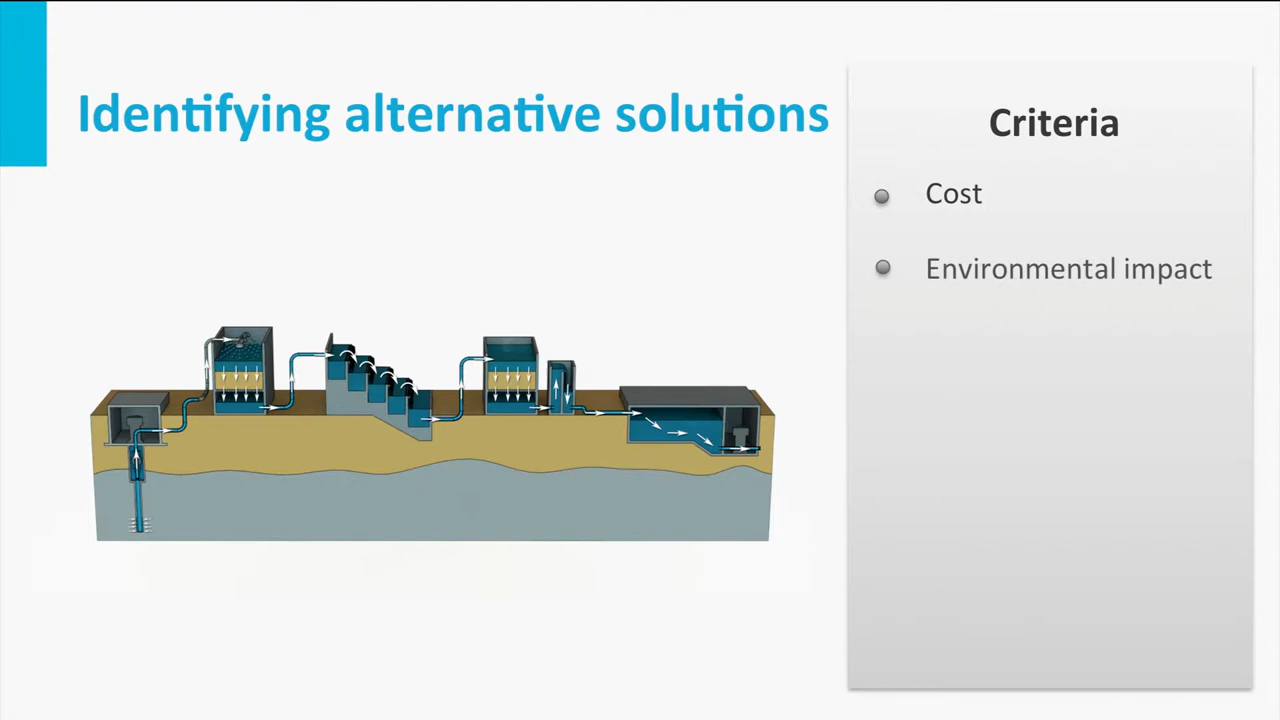 Identifying alternative solutions
Criteria
Cost
Environmental impact